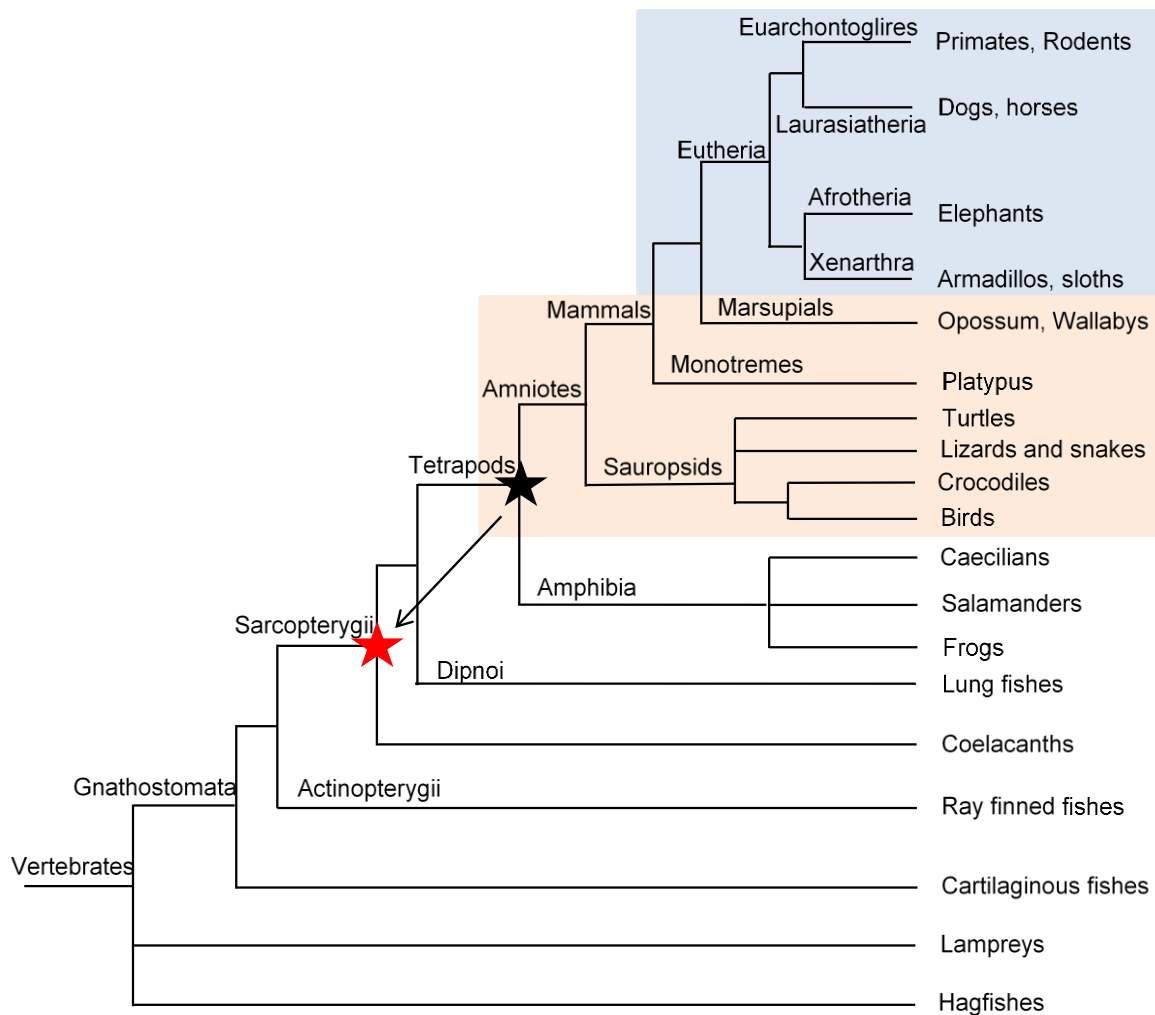 Euarchontoglires
Primates, Rodents
Dogs, horses
Laurasiatheria
Eutheria
Afrotheria
Elephants
Xenarthra
Armadillos, sloths
Mammals
Marsupials
Opossum, Wallabys
Monotremes
Platypus
Amniotes
Turtles
Lizards and snakes
Tetrapods
Sauropsids
Crocodiles
Birds
Caecilians
Amphibia
Salamanders
Sarcopterygii
Frogs
Dipnoi
Lung fishes
Coelacanths
Gnathostomata
Actinopterygii
Ray finned fishes
Vertebrates
Cartilaginous fishes
Lampreys
Hagfishes